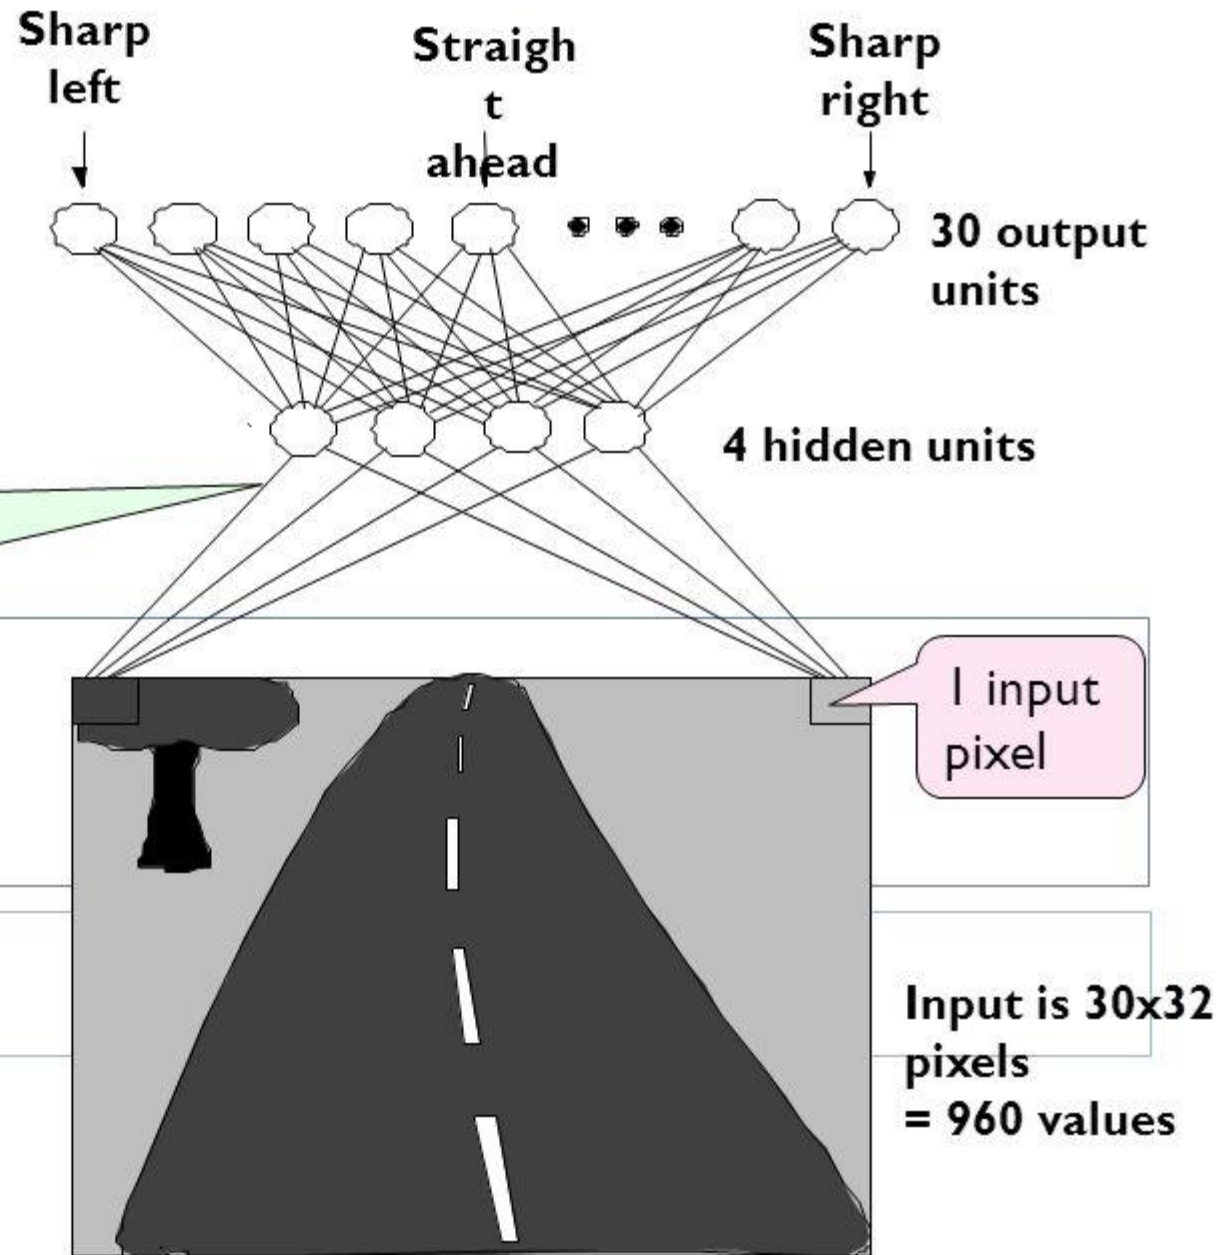 Sharp
left
Straigh
t
ahead
Sharp
right
30 output
units
4 hidden units
1 input
pixel
Input is 30x32
pixels
= 960 values